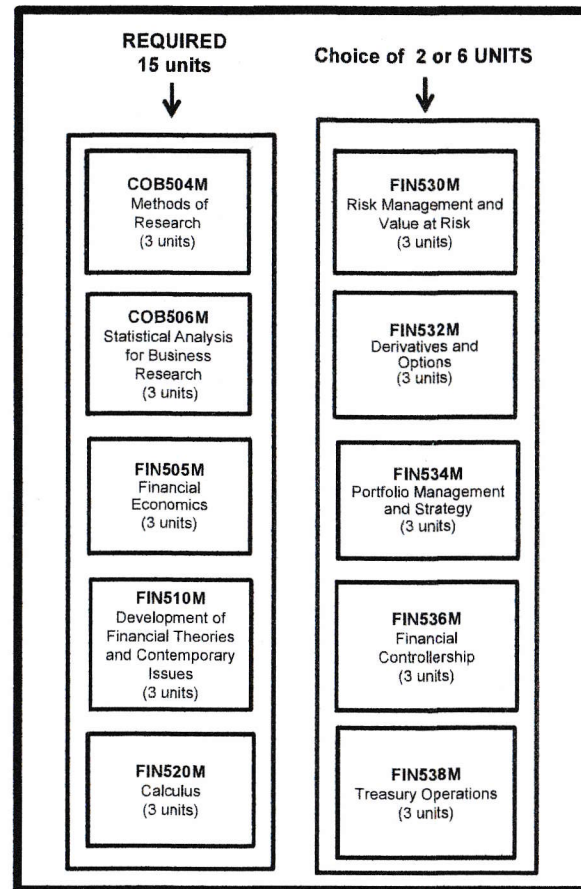 REQUIRED
15 units
COB504M
Methods of
Research
(3 units)
COB506M
Statistical Analysis
for Business
Research
(3 units)
FIN505M
Financial
Economics
(3 units)
FIN510M
Development of
Financial Theories
and Contemporary
Issues
(3 units)
FIN520M
Calculus
(3 units)
Choice of 2 or 6 UNITS
FIN530M
Risk Management and
Value at Risk
(3 units)
FIN532M
Derivatives and
Options
(3 units)
FIN534M
Portfolio Management
and Strategy
(3 units)
FIN536M
Financial
Controllership
(3 units)
FIN538M
Treasury Operations
(3 units)